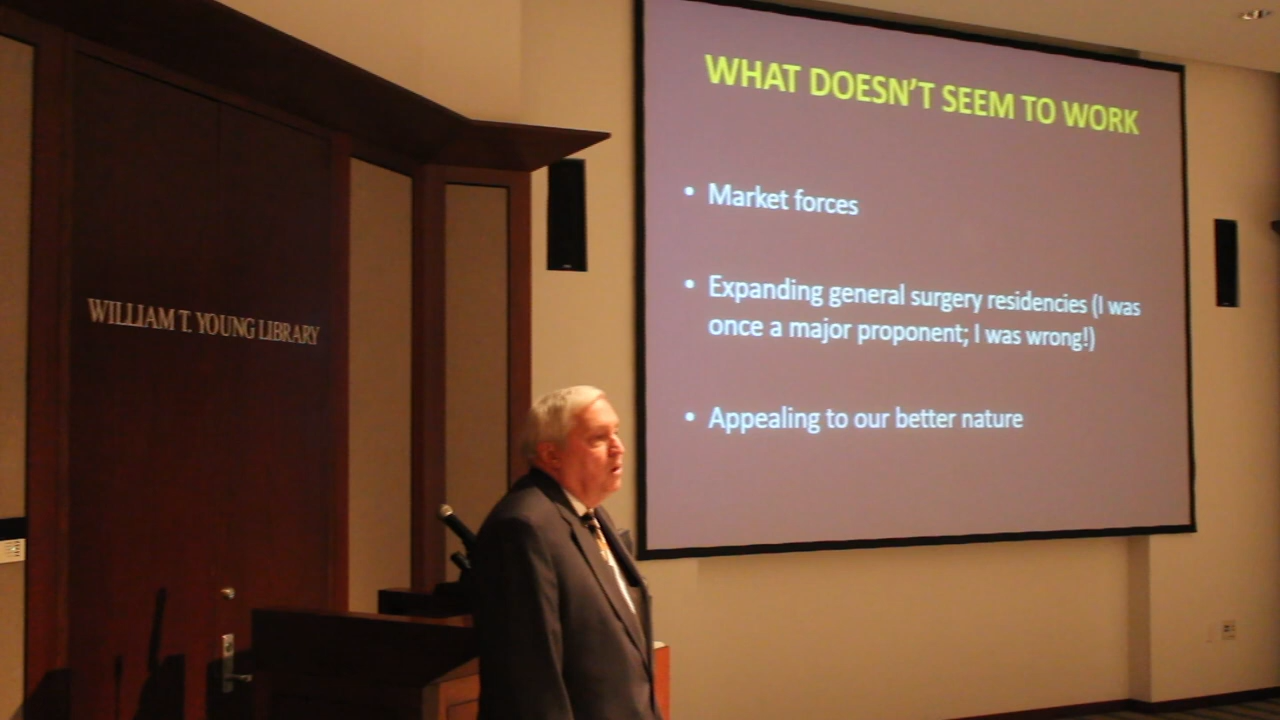 WHAT DOESN'T SEEM TO WORK
• Market forces
• Expanding general surgery residencies (I was
once a major proponent; I was wrong!)
• Appealing to our better nature
WILLIAM T. YOUNG LIBRARY